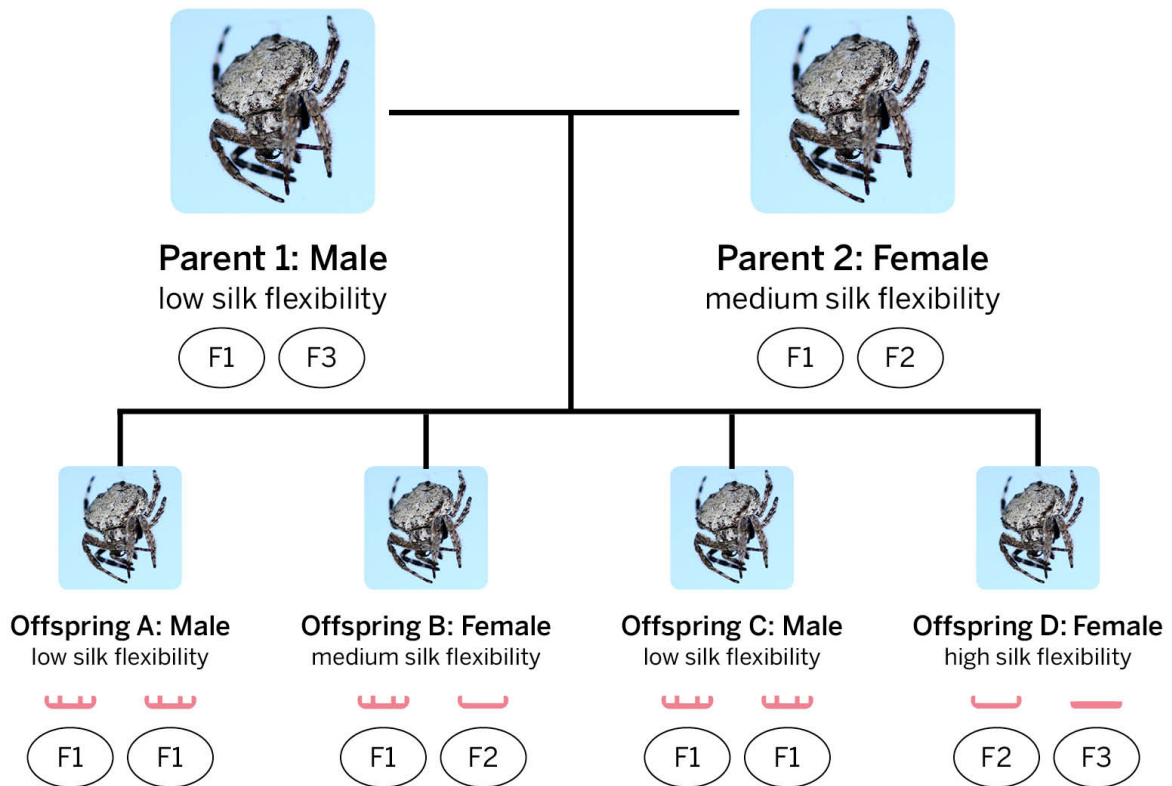 Parent 1: Male
low silk flexibility
F1 F3
Parent 2: Female
medium silk flexibility
F1 F2
Offspring A: Male
low silk flexibility
F1 F1
Offspring B: Female
medium silk flexibility
F1 F2
Offspring C: Male
low silk flexibility
F1 F1
Offspring D: Female
high silk flexibility
F2 F3